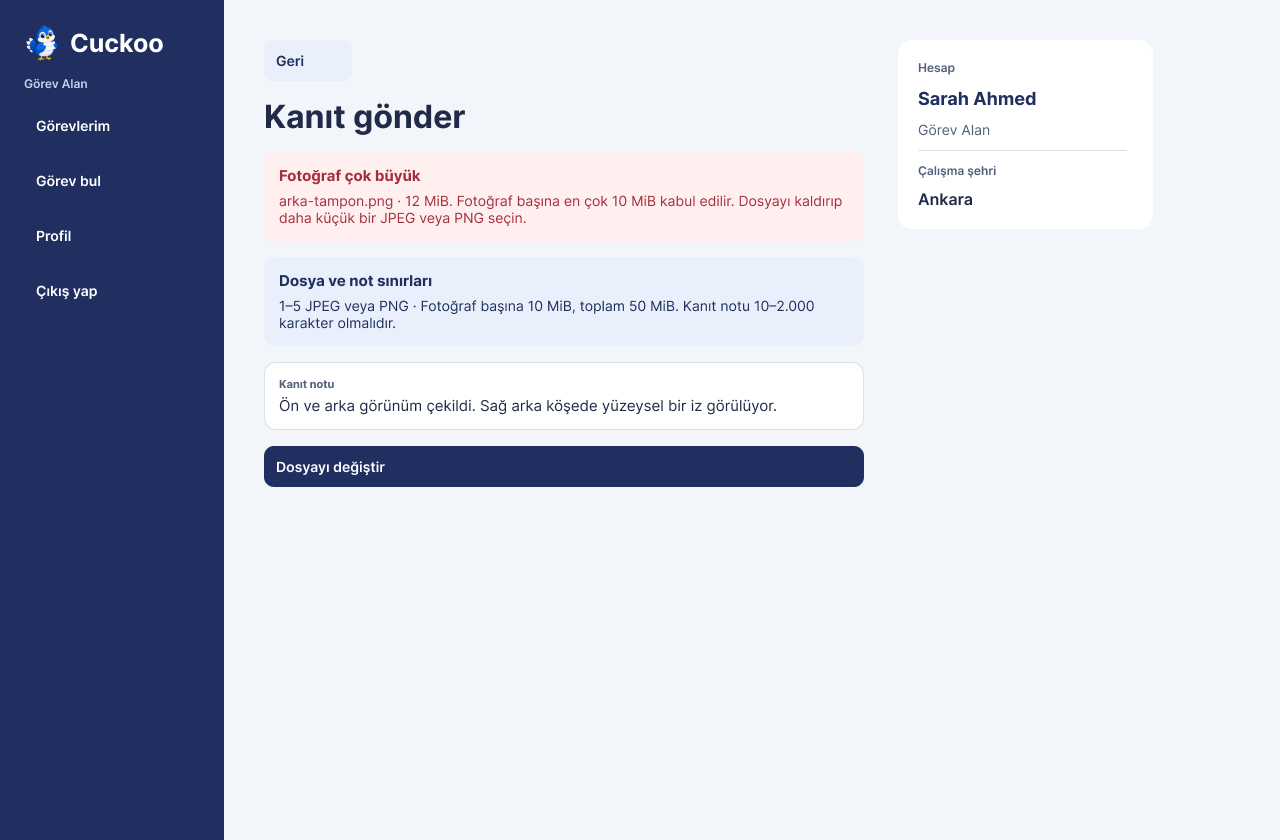 Cuckoo
Görev Alan
Görevlerim
Görev bul
Profil
Çıkış yap
Geri
Kanıt gönder
Fotoğraf çok büyük
arka-tampon.png · 12 MiB. Fotoğraf başına en çok 10 MiB kabul edilir. Dosyayı kaldırıp
daha küçük bir JPEG veya PNG seçin.
Dosya ve not sınırları
1–5 JPEG veya PNG · Fotoğraf başına 10 MiB, toplam 50 MiB. Kanıt notu 10–2.000
karakter olmalıdır.
Kanıt notu
Ön ve arka görünüm çekildi. Sağ arka köşede yüzeysel bir iz görülüyor.
Dosyayı değiştir
Hesap
Sarah Ahmed
Görev Alan
Çalışma şehri
Ankara